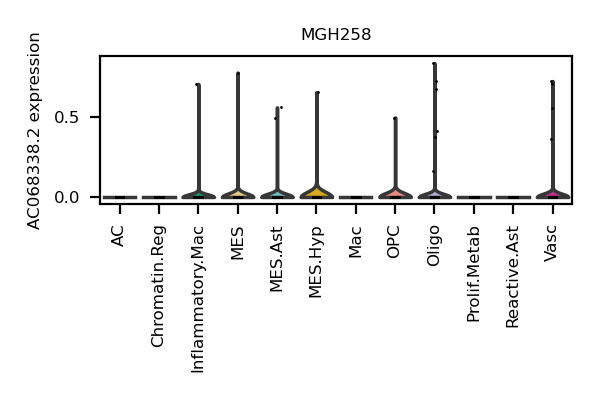 MGH258
AC068338.2 expression
0.5
0.0
AC
Chromatin.Reg
Inflammatory.Mac
MES
MES.Ast
MES.Hyp
Mac
OPC
Oligo
Prolif.Metab
Reactive.Ast
Vasc